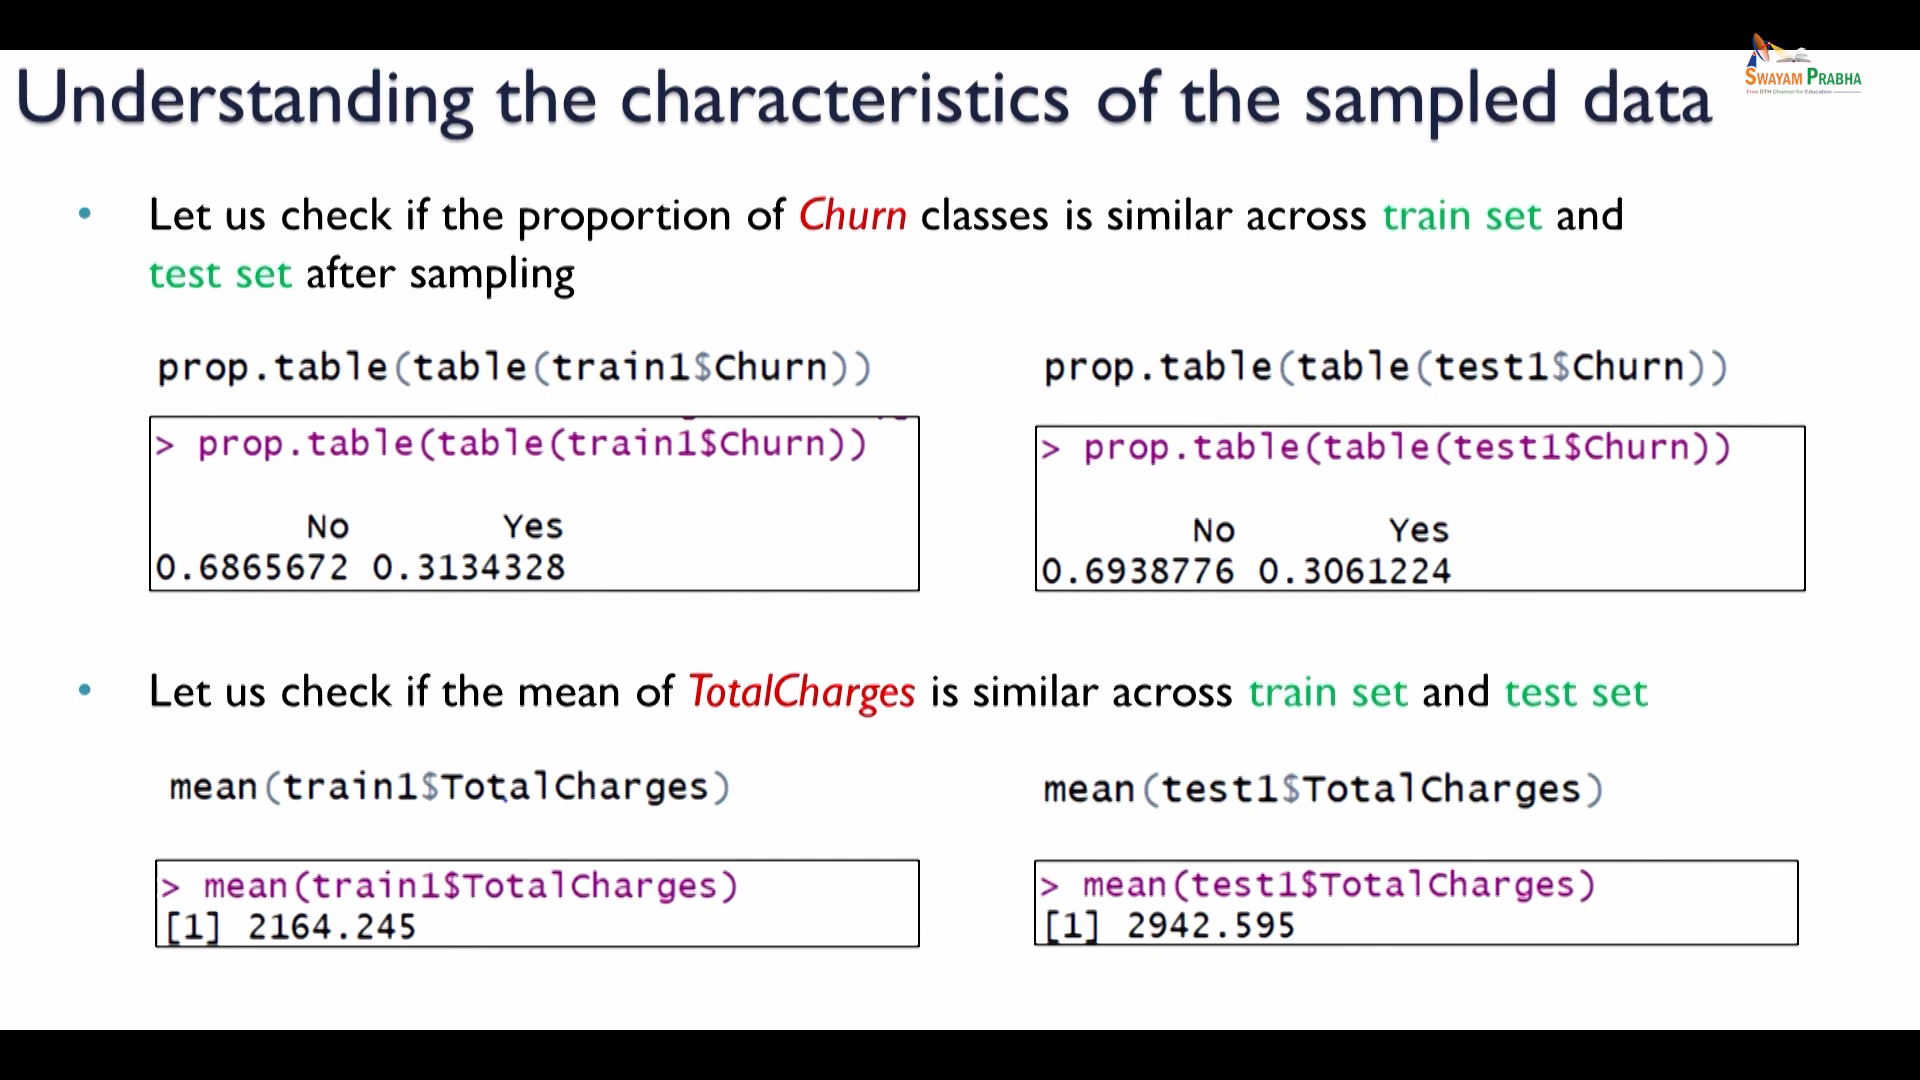 Understanding the characteristics of the sampled data
SWAYAM PRABHA
Free DTH Channel for Education
• Let us check if the proportion of Churn classes is similar across train set and
test set after sampling
prop.table(table(train1$Churn))
> prop.table(table(train1$Churn))
No Yes
0.6865672 0.3134328
prop.table(table(test1$Churn))
> prop.table(table(test1$Churn))
No Yes
0.6938776 0.3061224
• Let us check if the mean of TotalCharges is similar across train set and test set
mean(train1$TotalCharges)
> mean(train1$TotalCharges)
[1] 2164.245
mean(test1$TotalCharges)
> mean(test1$TotalCharges)
[1] 2942.595